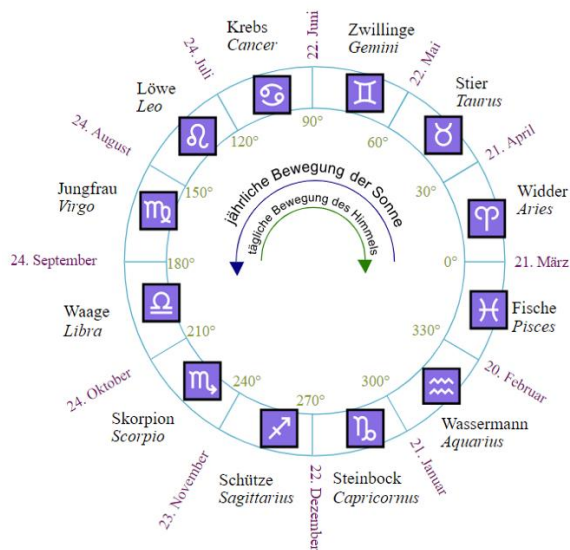 Krebs
Cancer
22. Juni
Zwillinge
Gemini
24. Juli
22. Mai
Löwe
Leo
Stier
Taurus
90°
120°
60°
24. August
21. April
Jungfrau
Virgo
150°
30°
Widder
Aries
jährliche Bewegung der Sonne
tägliche Bewegung des Himmels
24. September
180°
0°
21. März
Waage
Libra
Fische
Pisces
210°
330°
24. Oktober
20. Februar
240°
300°
270°
Skorpion
Scorpio
Wassermann
Aquarius
23. November
21. Januar
Schütze
Sagittarius
22. Dezember
Steinbock
Capricornus